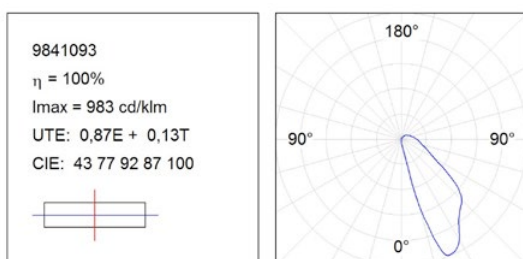 9841093
η = 100%
Imax = 983 cd/klm
UTE: 0,87E + 0,13T
CIE: 43 77 92 87 100
180°
90° 90°
0°